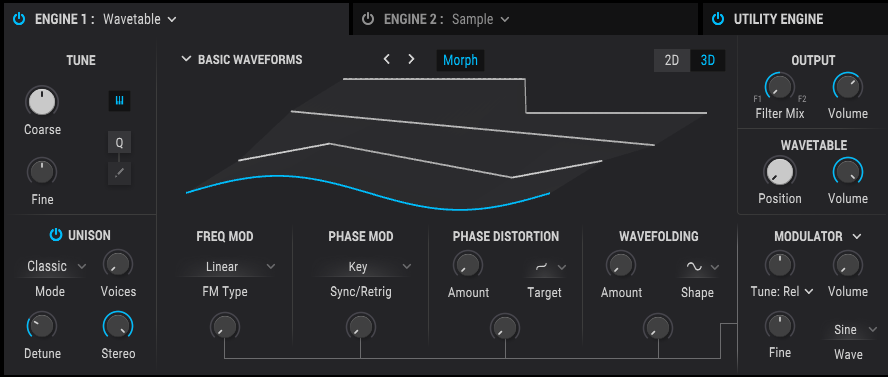 ENGINE 1 : Wavetable
ENGINE 2 : Sample
UTILITY ENGINE
TUNE
BASIC WAVEFORMS
Morph
2D
3D
OUTPUT
F1
F2
Filter Mix
Volume
Coarse
Q
Fine
WAVETABLE
Position
Volume
UNISON
Classic
Mode
Voices
Detune
Stereo
FREQ MOD
Linear
FM Type
PHASE MOD
Key
Sync/Retrig
PHASE DISTORTION
Amount
Target
WAVEFOLDING
Amount
Shape
MODULATOR
Tune: Rel
Volume
Fine
Sine
Wave